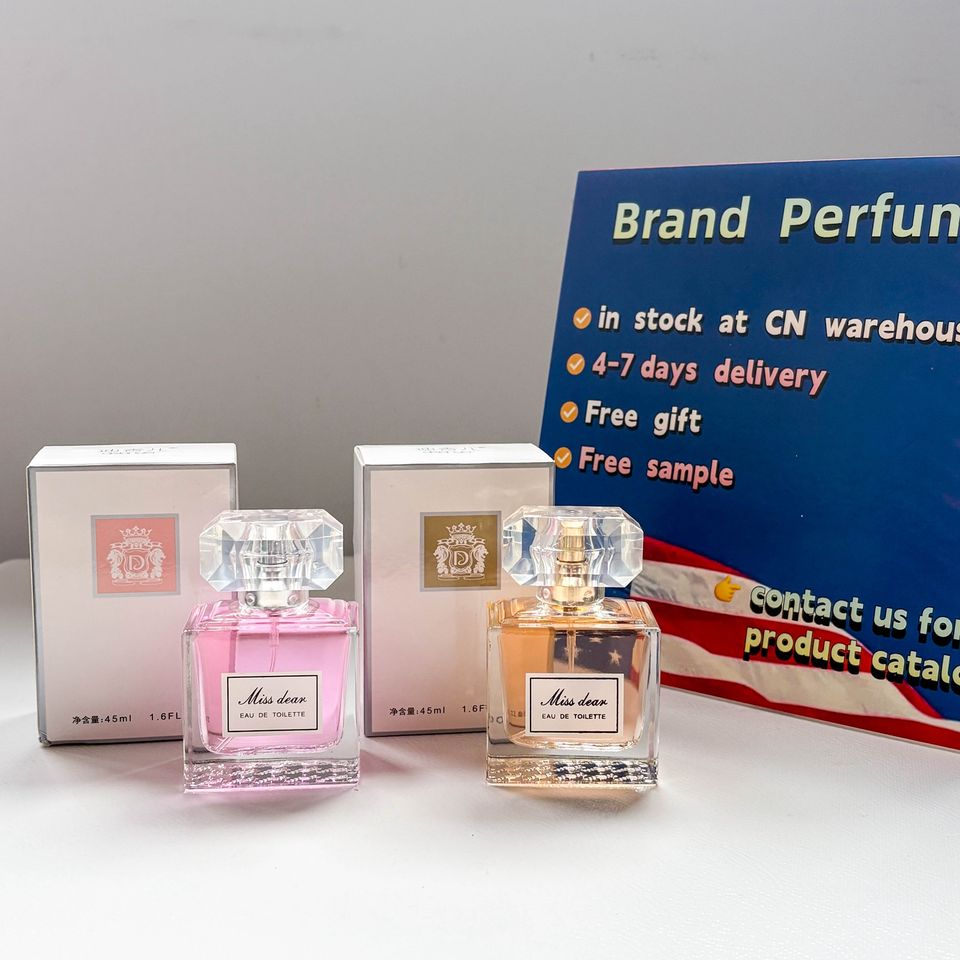 Brand Perfum
in stock at CN warehous
4-7 days delivery
Free gift
Free sample
contact us for
product catalo
净含量:45ml 1.6FL
净含量:45ml 1.6F
Miss dear
EAU DE TOILETTE
Miss dear
EAU DE TOILETTE